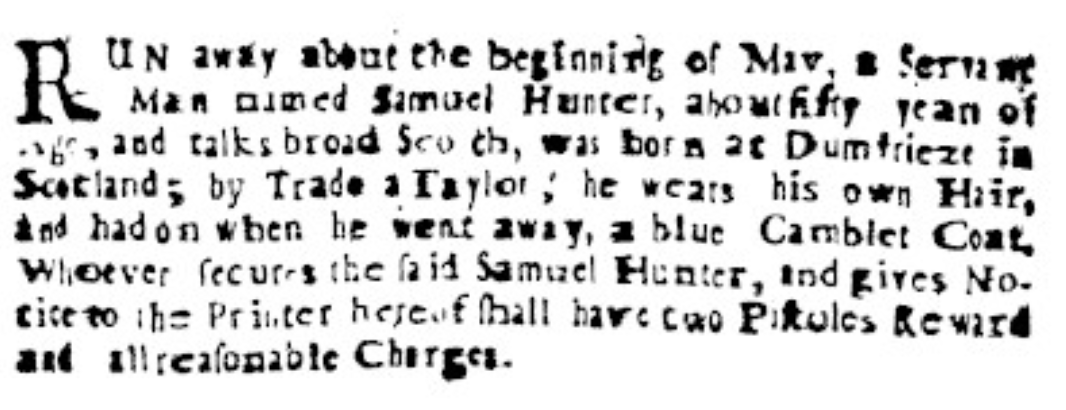 RUN away about the beginning of May, a Servant
Man named Samuel Hunter, about fifty years of
Age, and talks broad Scotch, was born at Dumfrieze in
Scotland; by Trade a Taylor; he wears his own Hair,
And had on when he went away, a blue Camblet Coat,
Whoever ſecures the ſaid Samuel Hunter, and gives No-
tice to the Printer hereof ſhall have two Piſtoles Reward
and all reaſonable Charges.